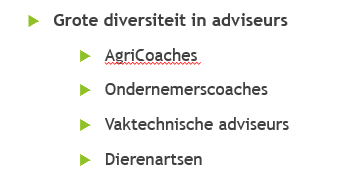 Grote diversiteit in adviseurs
AgriCoaches
Ondernemerscoaches
Vaktechnische adviseurs
Dierenartsen